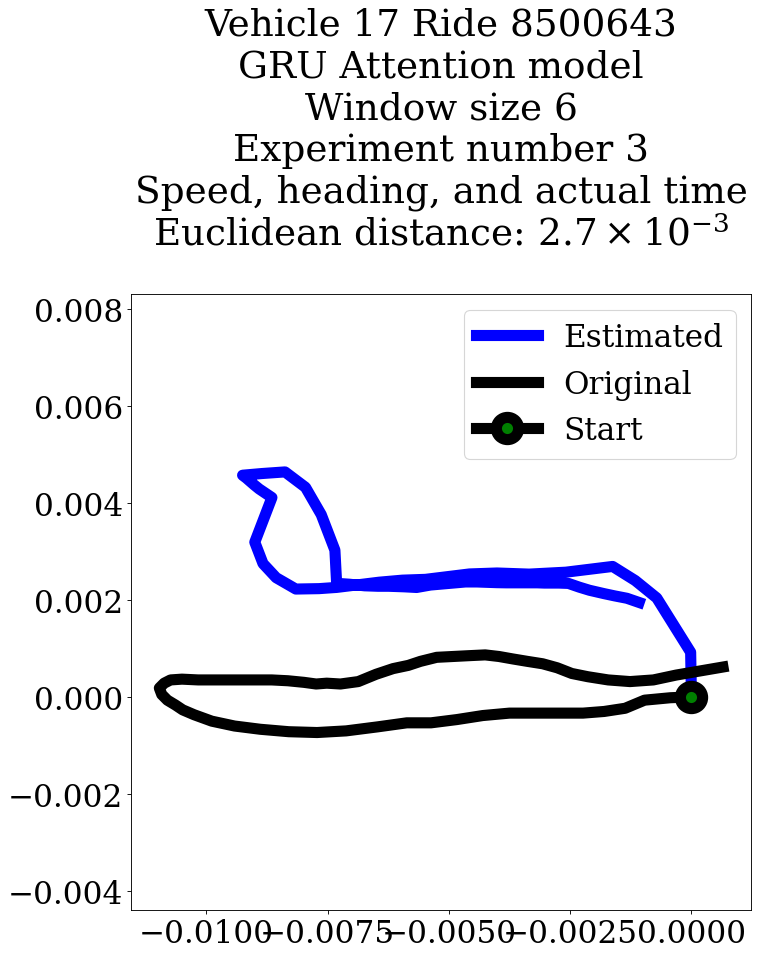 Vehicle 17 Ride 8500643
GRU Attention model
Window size 6
Experiment number 3
Speed, heading, and actual time
Euclidean distance: 2.7 × 10⁻³
0.008
0.006
0.004
0.002
0.000
−0.002
−0.004
Estimated
Original
Start
−0.0100 −0.0075 −0.0050 −0.0025 0.0000